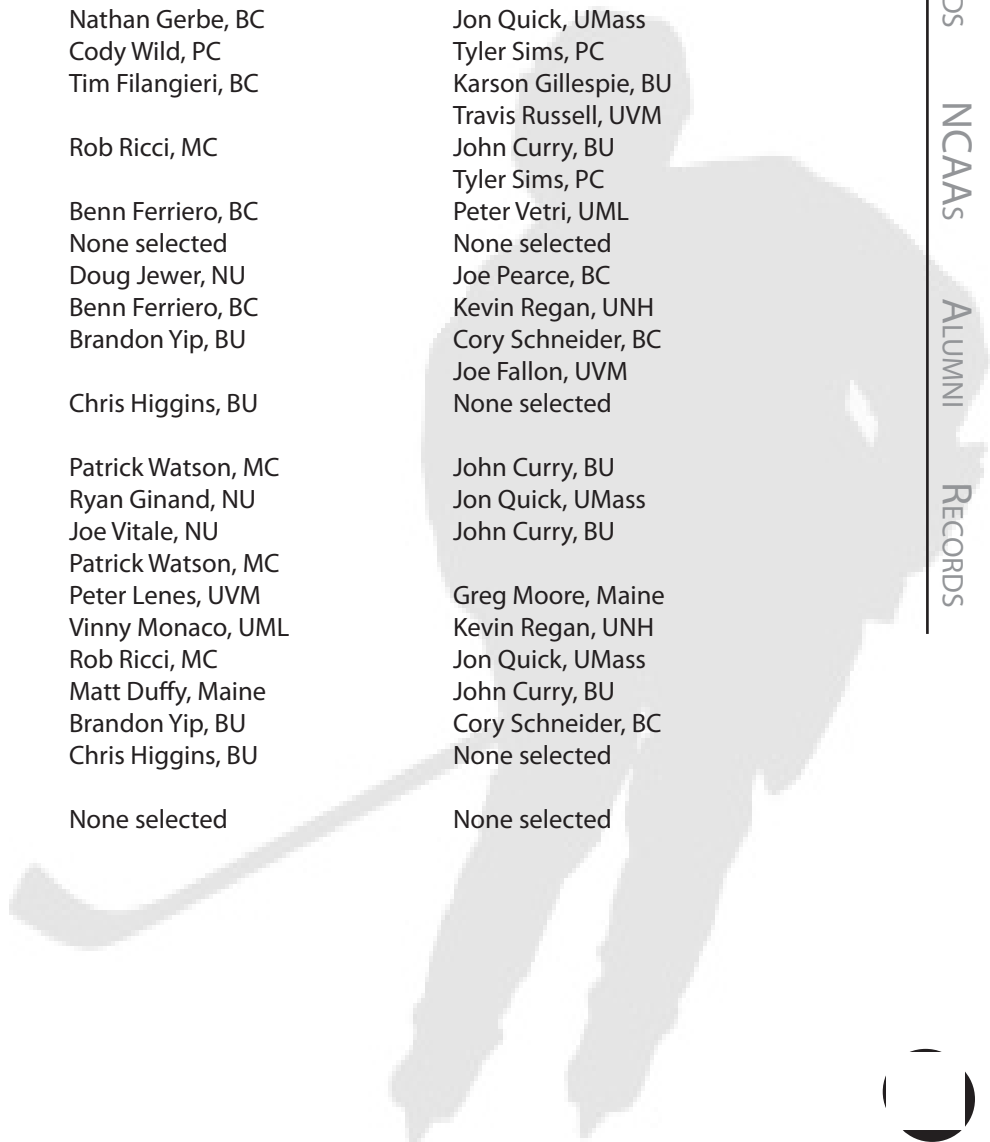 Nathan Gerbe, BC Jon Quick, UMass
Cody Wild, PC Tyler Sims, PC
Tim Filangieri, BC Karson Gillespie, BU
Travis Russell, UVM
Rob Ricci, MC John Curry, BU
Tyler Sims, PC
Benn Ferriero, BC Peter Vetri, UML
None selected None selected
Doug Jewer, NU Joe Pearce, BC
Benn Ferriero, BC Kevin Regan, UNH
Brandon Yip, BU Cory Schneider, BC
Joe Fallon, UVM
Chris Higgins, BU None selected
Patrick Watson, MC John Curry, BU
Ryan Ginand, NU Jon Quick, UMass
Joe Vitale, NU John Curry, BU
Patrick Watson, MC
Peter Lenes, UVM Greg Moore, Maine
Vinny Monaco, UML Kevin Regan, UNH
Rob Ricci, MC Jon Quick, UMass
Matt Duffy, Maine John Curry, BU
Brandon Yip, BU Cory Schneider, BC
Chris Higgins, BU None selected
None selected None selected
NCAAS ALUMNI RECORDS